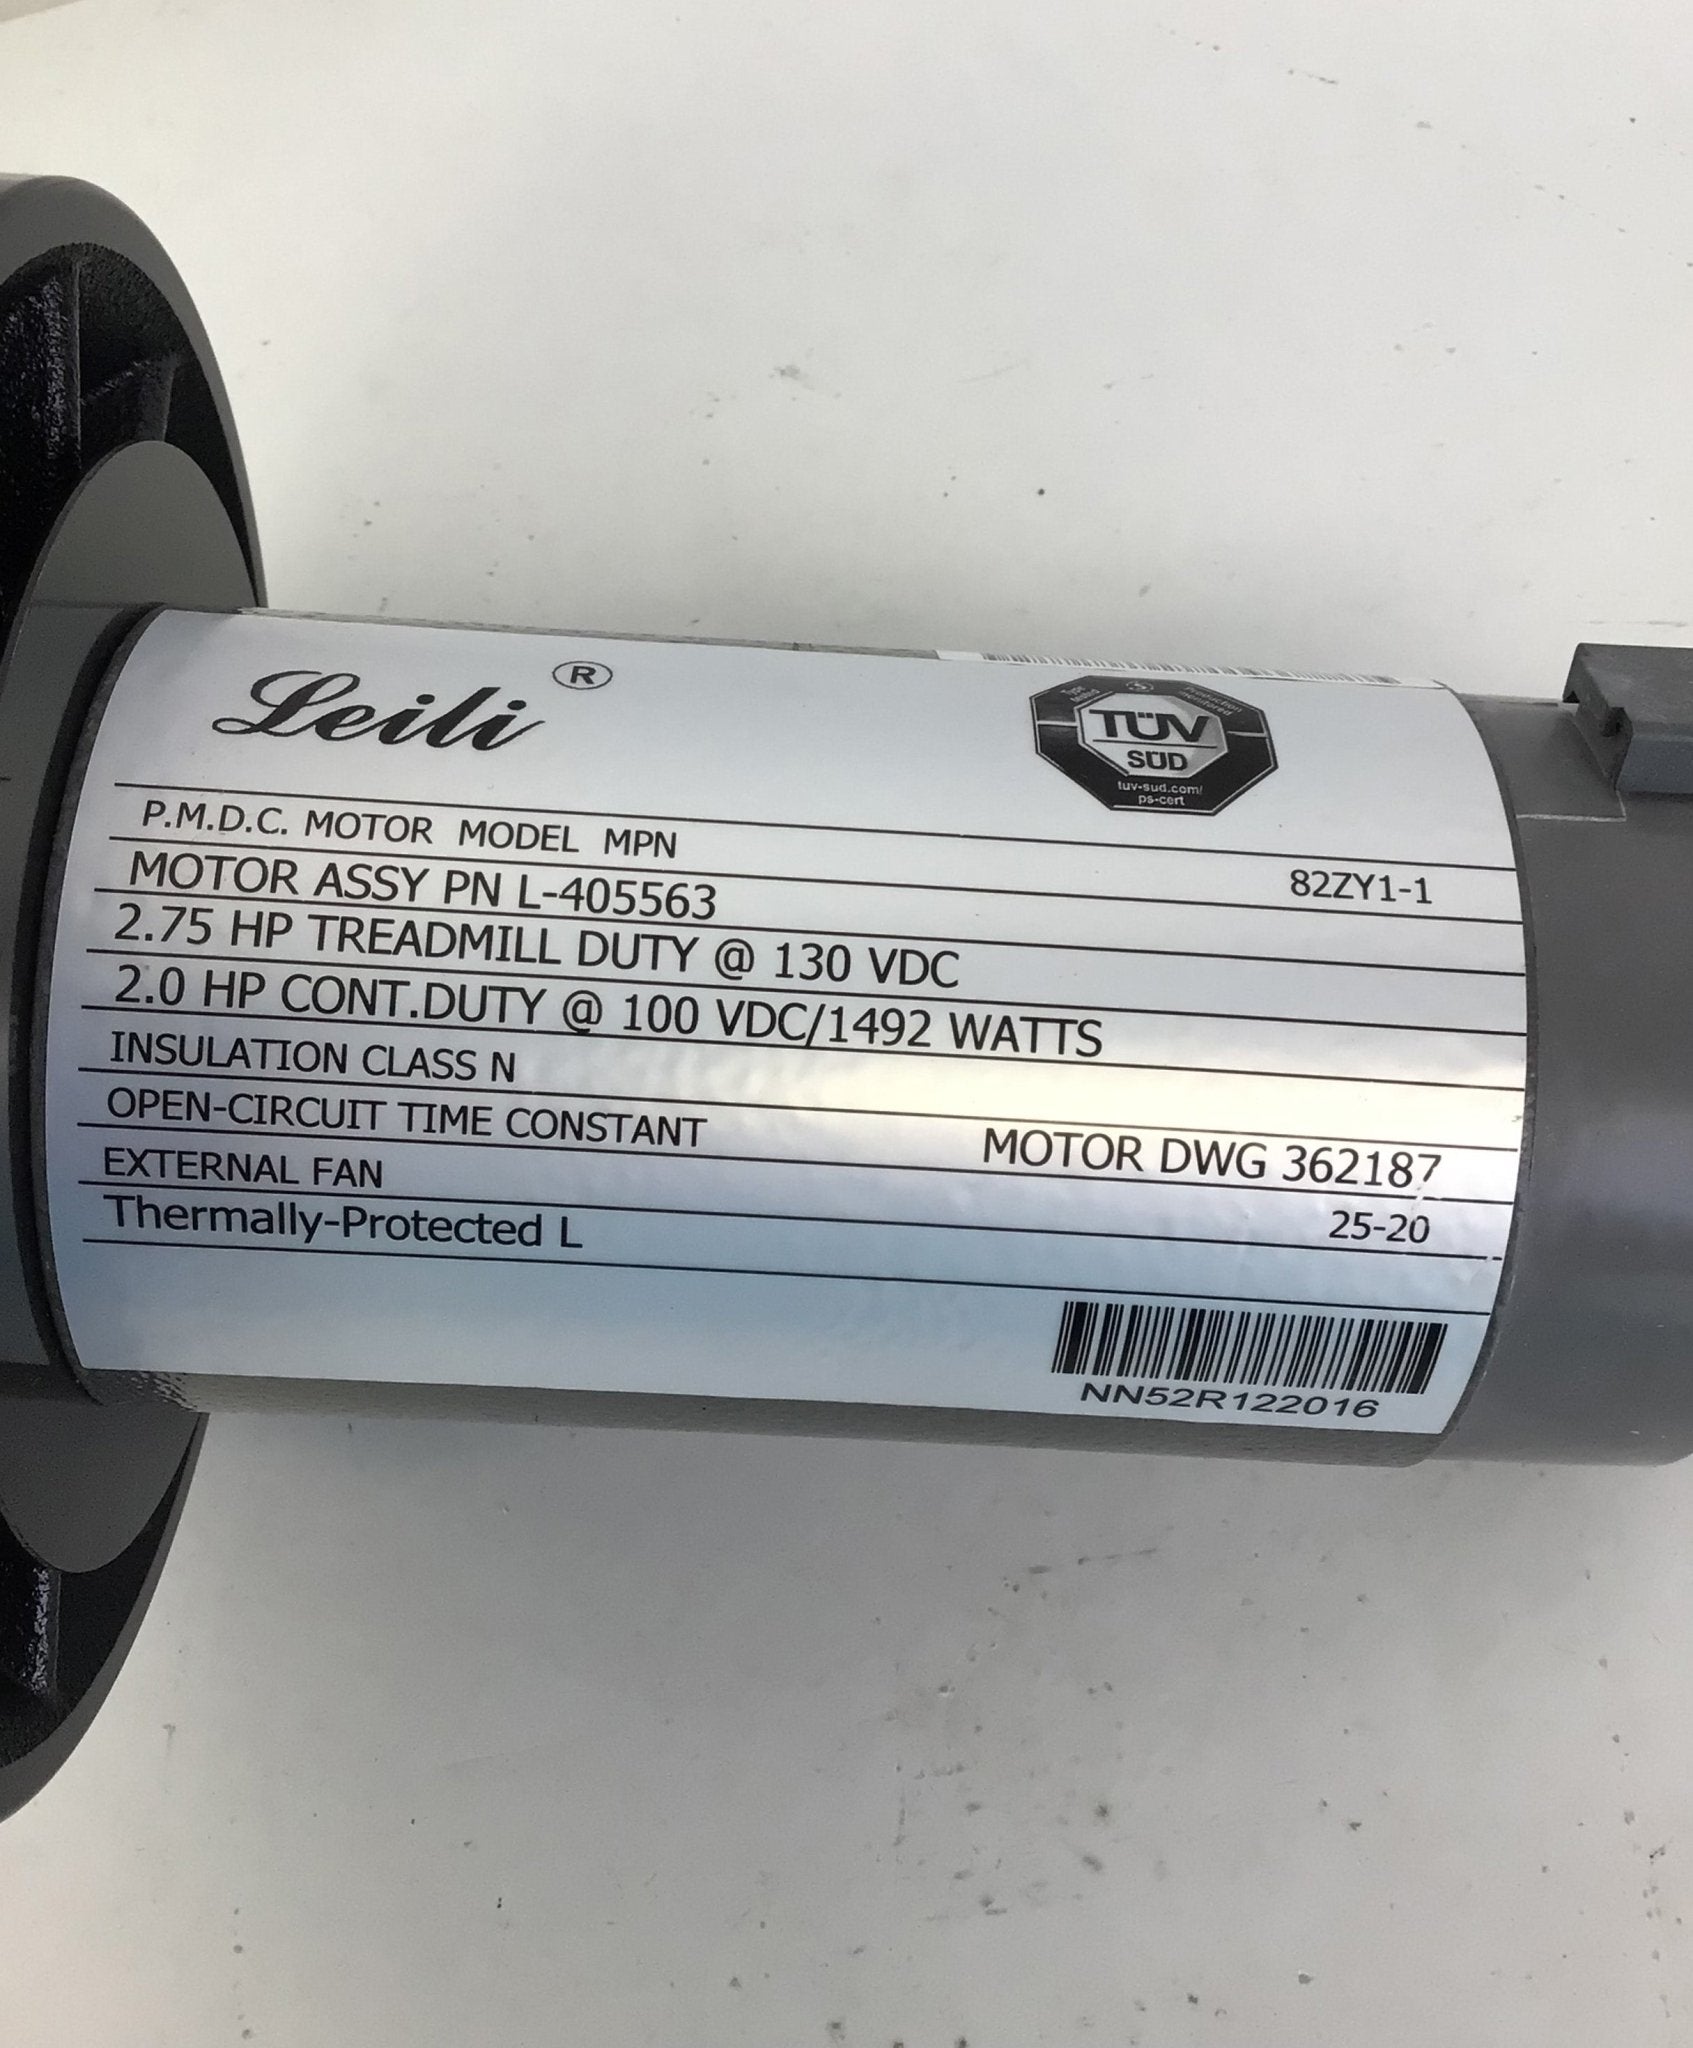 Leili ®
TÜV
SÜD
tuv-sud.com/
ps-cert
P.M.D.C. MOTOR MODEL MPN 82ZY1-1
MOTOR ASSY PN L-405563
2.75 HP TREADMILL DUTY @ 130 VDC
2.0 HP CONT.DUTY @ 100 VDC/1492 WATTS
INSULATION CLASS N
MOTOR DWG 362187
OPEN-CIRCUIT TIME CONSTANT 25-20
EXTERNAL FAN
Thermally-Protected L
NN52R122016